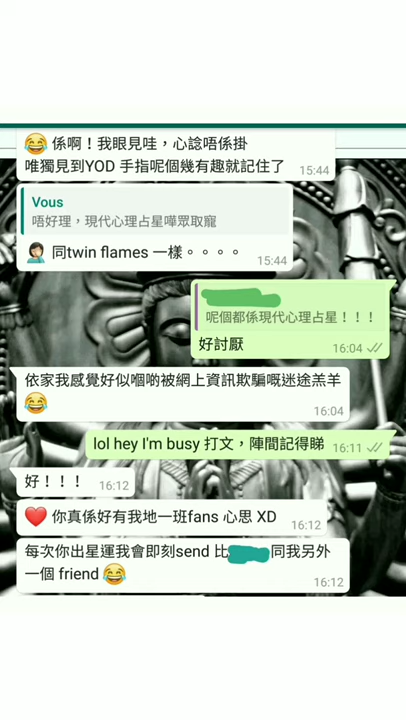 😂 係啊！我眼見哇，心諗唔係掛
唯獨見到YOD 手指呢個幾有趣就記住了
15:44
Vous
唔好理，現代心理占星嘩眾取寵
🤦🏻‍♀️ 同twin flames 一樣。。。。
15:44
呢個都係現代心理占星！！！
好討厭
16:04
依家我感覺好似嗰啲被網上資訊欺騙嘅迷途羔羊
😂
16:04
lol hey I'm busy 打文，陣間記得睇
16:11
好！！！
16:12
❤️ 你真係好有我地一班fans 心思 XD
16:12
每次你出星運我會即刻send 比
同我另外
一個 friend 😂
16:12